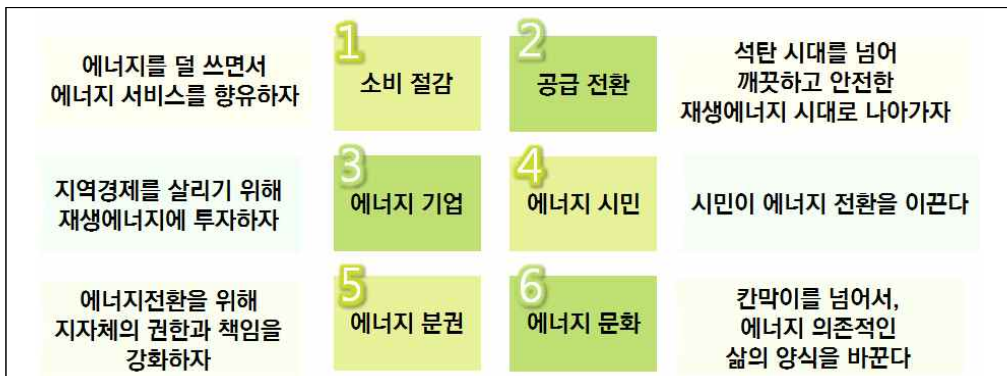 에너지를 덜 쓰면서
에너지 서비스를 향유하자
1
소비 절감
2
공급 전환
석탄 시대를 넘어
깨끗하고 안전한
재생에너지 시대로 나아가자
지역경제를 살리기 위해
재생에너지에 투자하자
3
에너지 기업
4
에너지 시민
시민이 에너지 전환을 이끈다
에너지전환을 위해
지자체의 권한과 책임을
강화하자
5
에너지 분권
6
에너지 문화
칸막이를 넘어서,
에너지 의존적인
삶의 양식을 바꾼다